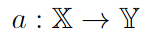 a : 𝕏 → 𝕐